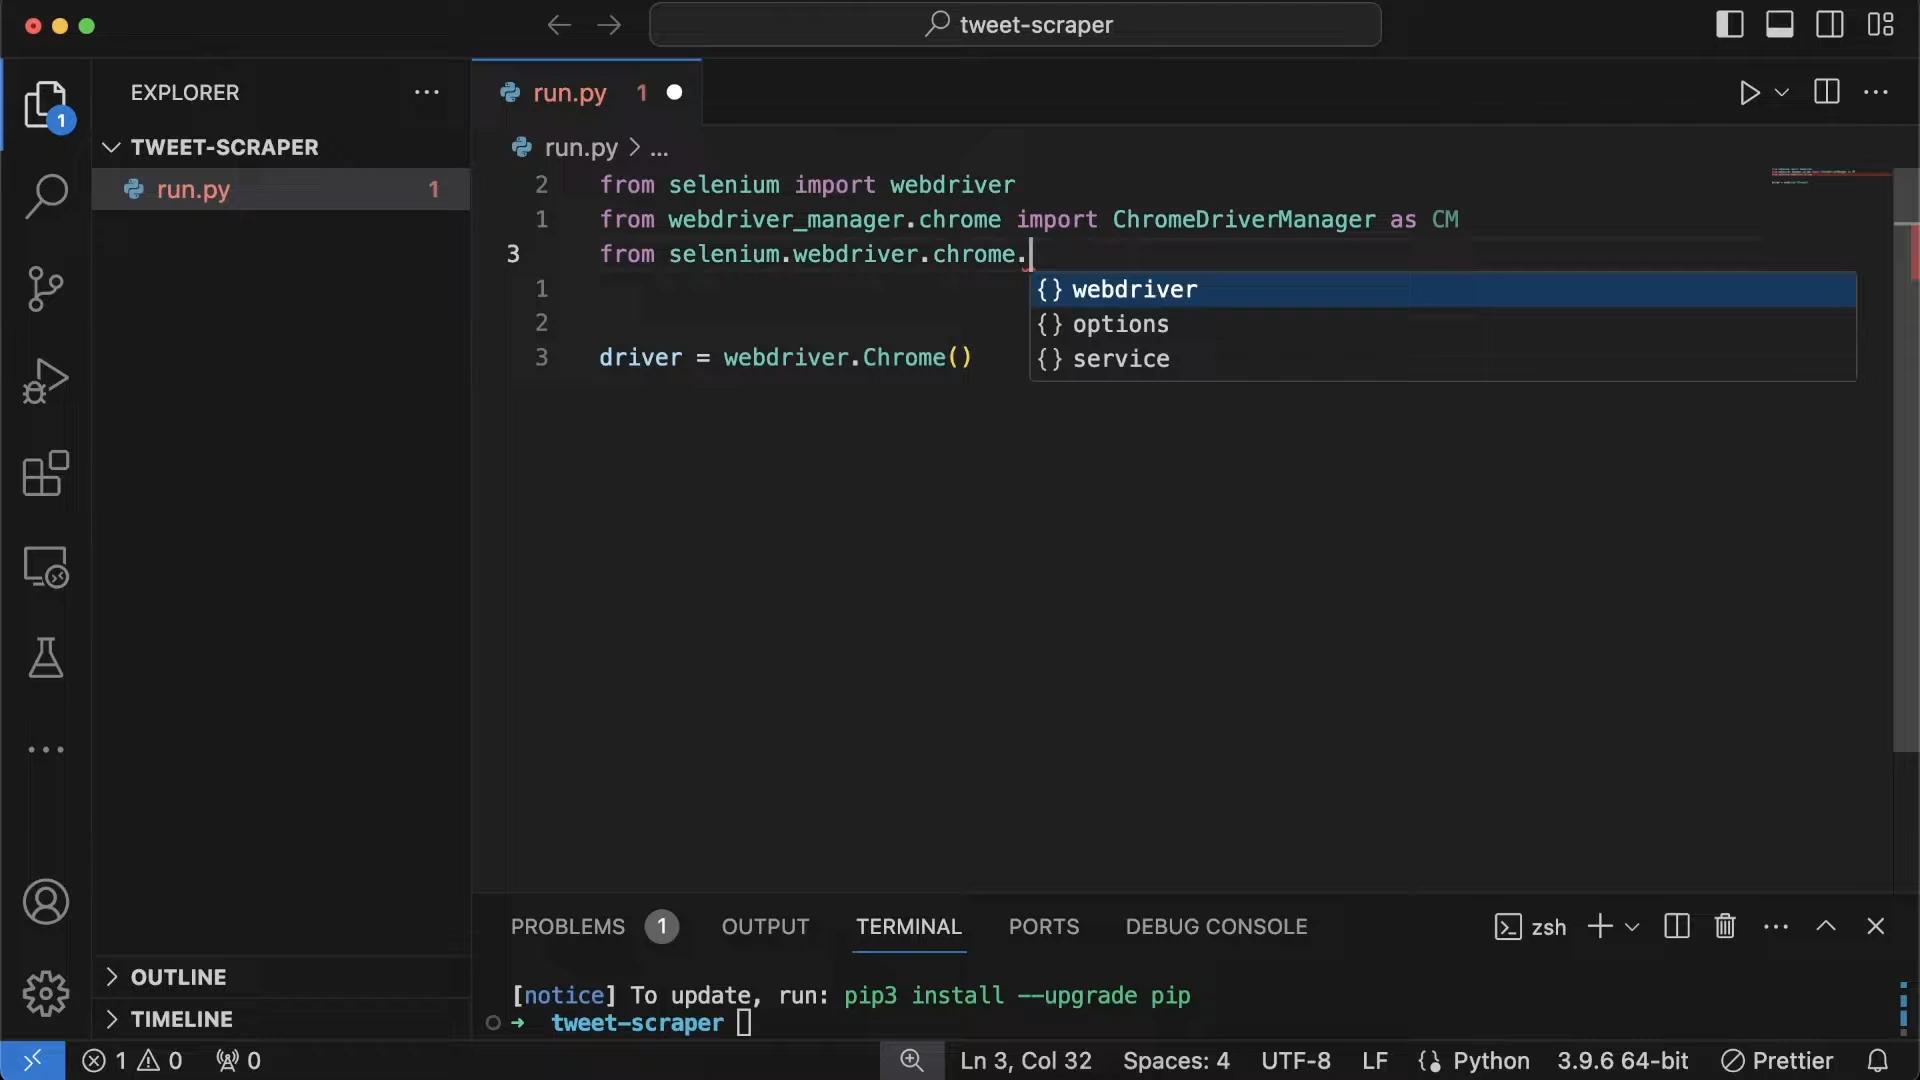 tweet-scraper
EXPLORER
run.py 1
1
TWEET-SCRAPER
run.py > ...
run.py 1
2 from selenium import webdriver
1 from webdriver_manager.chrome import ChromeDriverManager as CM
3 from selenium.webdriver.chrome.
1
{} webdriver
2
{} options
3 driver = webdriver.Chrome()
{} service
PROBLEMS 1 OUTPUT TERMINAL PORTS DEBUG CONSOLE zsh
OUTLINE
[notice] To update, run: pip3 install --upgrade pip
TIMELINE
➜ tweet-scraper
1 0 0 Ln 3, Col 32 Spaces: 4 UTF-8 LF {} Python 3.9.6 64-bit Prettier